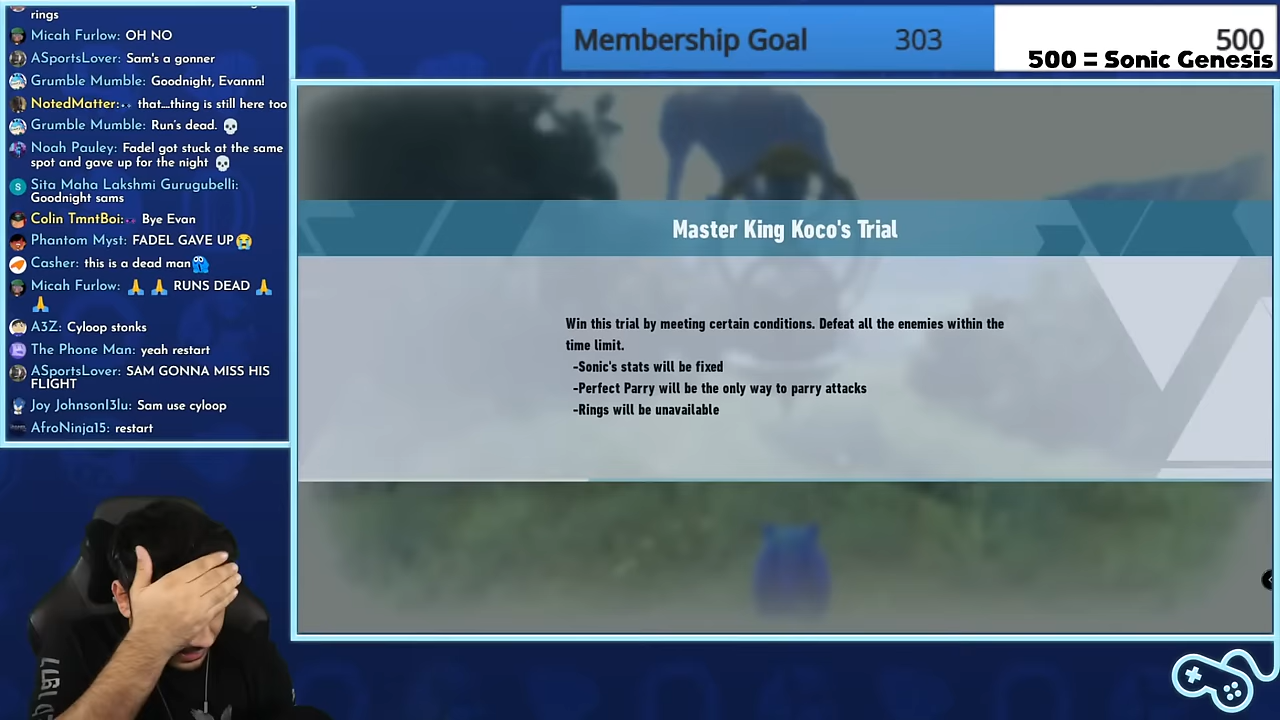 rings
Micah Furlow: OH NO
ASportsLover: Sam's a gonner
Grumble Mumble: Goodnight, Evannn!
NotedMatter: that....thing is still here too
Grumble Mumble: Run's dead. 💀
Noah Pauley: Fadel got stuck at the same
spot and gave up for the night 💀
Sita Maha Lakshmi Gurugubelli:
Goodnight sams
Colin TmntBoi: Bye Evan
Phantom Myst: FADEL GAVE UP😭
Casher: this is a dead man
Micah Furlow: 🙏 🙏 RUNS DEAD 🙏
🙏
A3Z: Cyloop stonks
The Phone Man: yeah restart
ASportsLover: SAM GONNA MISS HIS
FLIGHT
Joy Johnson13lu: Sam use cyloop
AfroNinja15: restart
Membership Goal 303 500
500 = Sonic Genesis
Master King Koco's Trial
Win this trial by meeting certain conditions. Defeat all the enemies within the
time limit.
-Sonic's stats will be fixed
-Perfect Parry will be the only way to parry attacks
-Rings will be unavailable